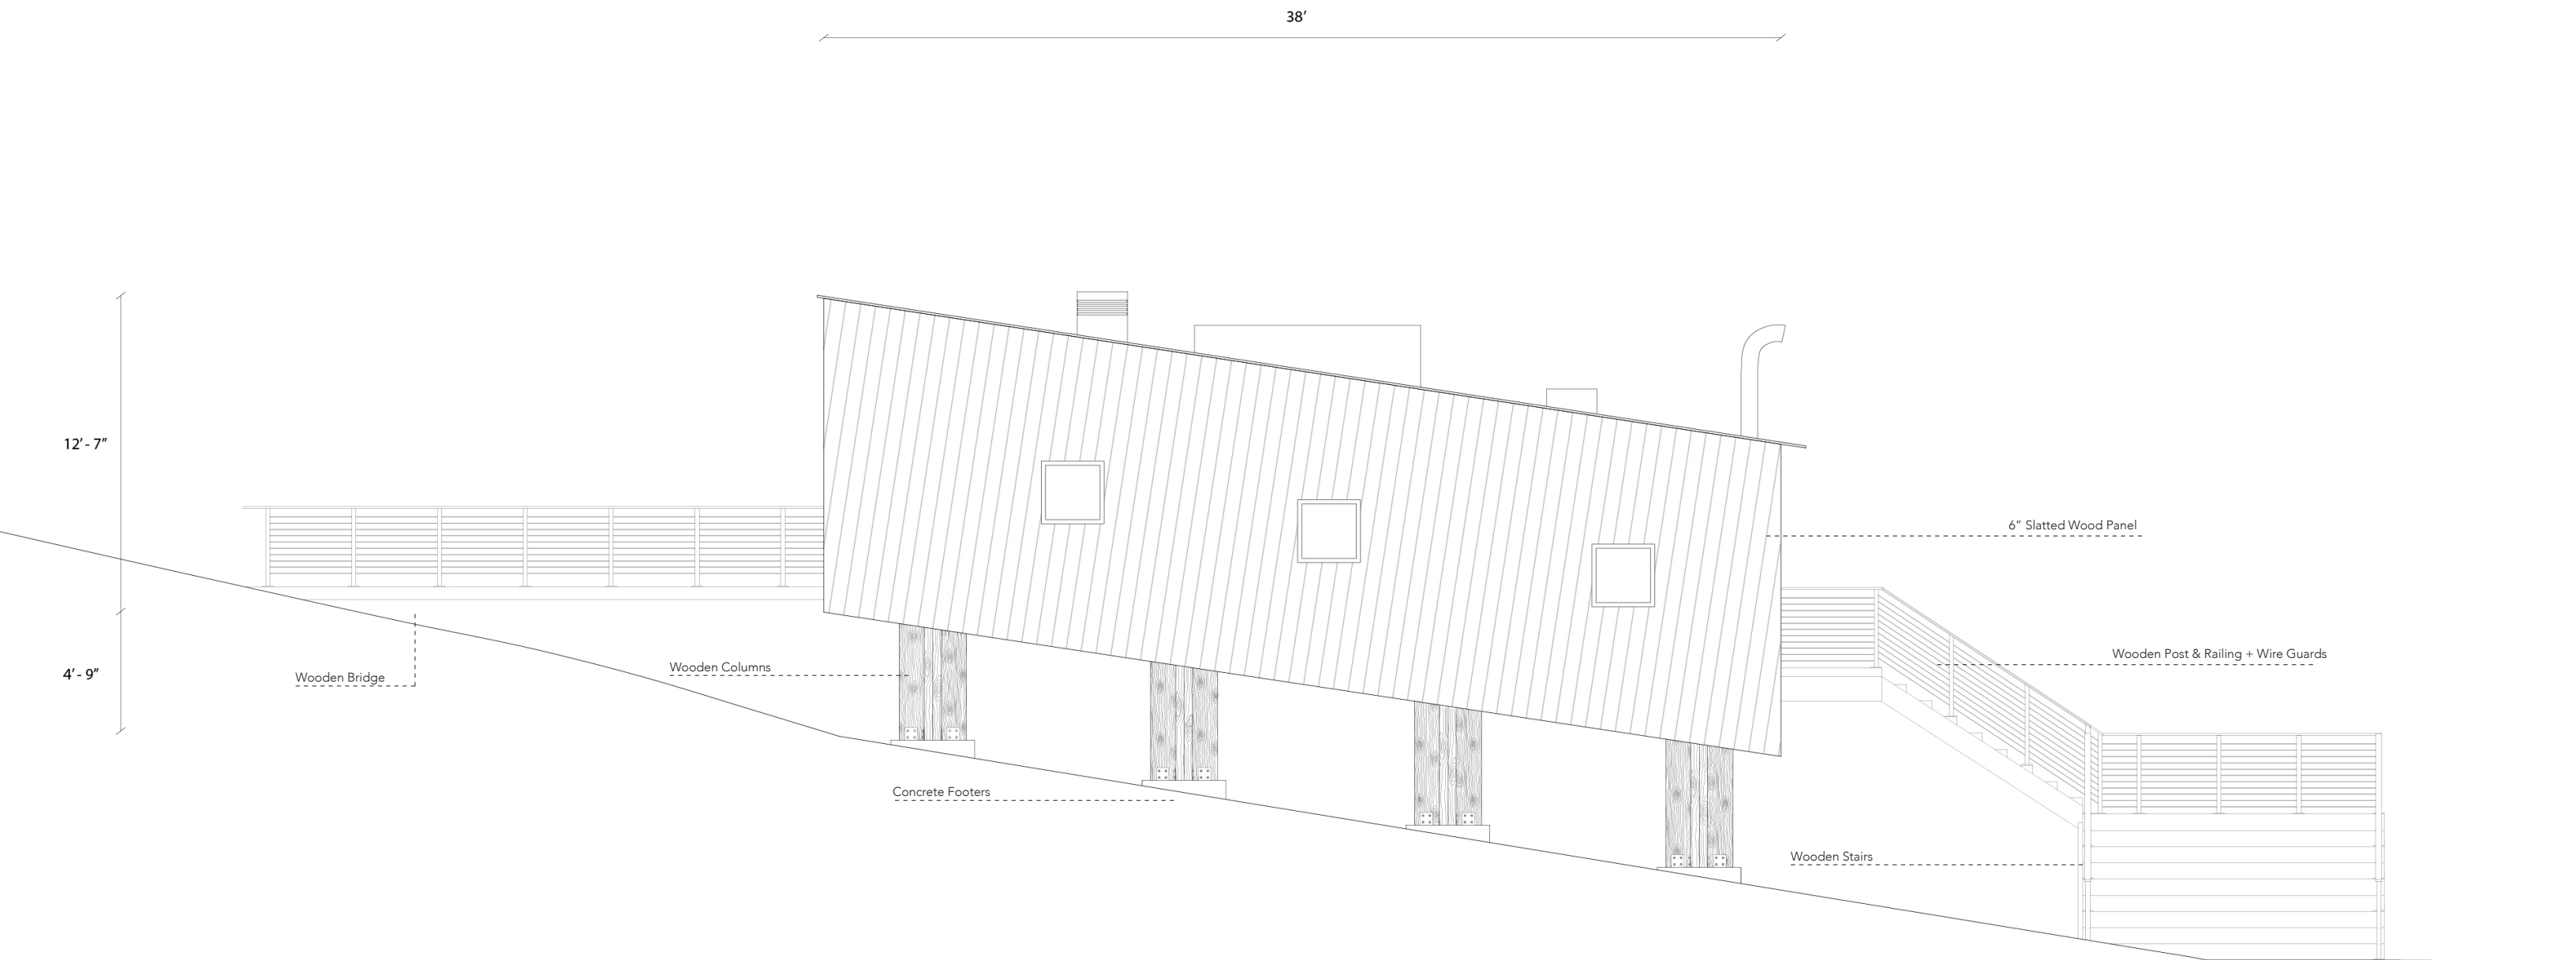 38’
12’ - 7”
6” Slatted Wood Panel
Wooden Post & Railing + Wire Guards
Wooden Columns
4’ - 9”
Wooden Bridge
Concrete Footers
Wooden Stairs